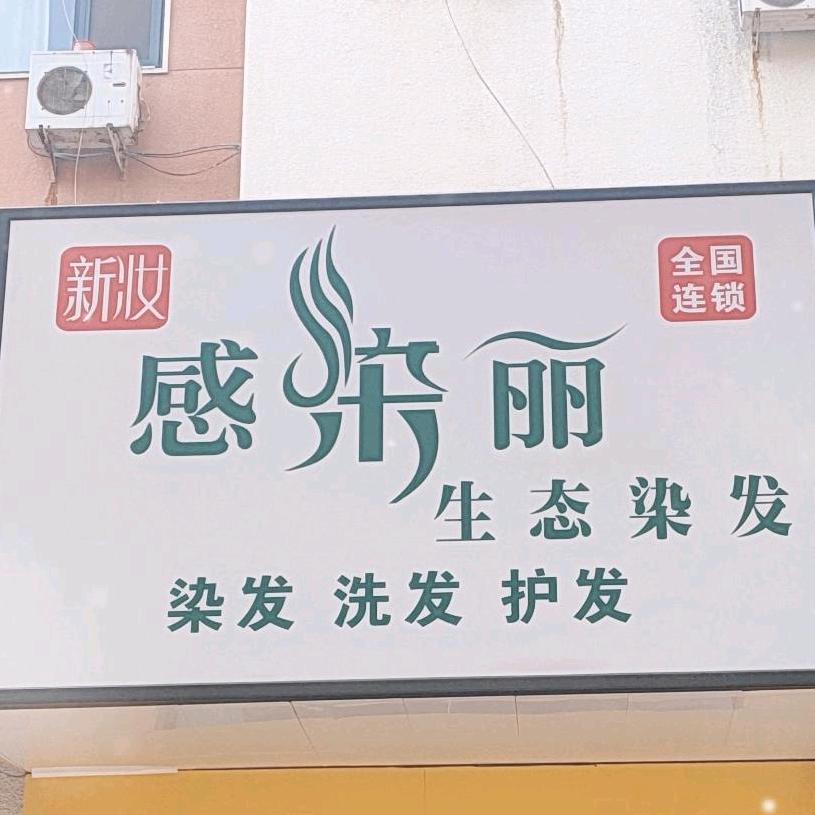 新妆
全国
连锁
感染丽
生态染发
染发 洗发 护发